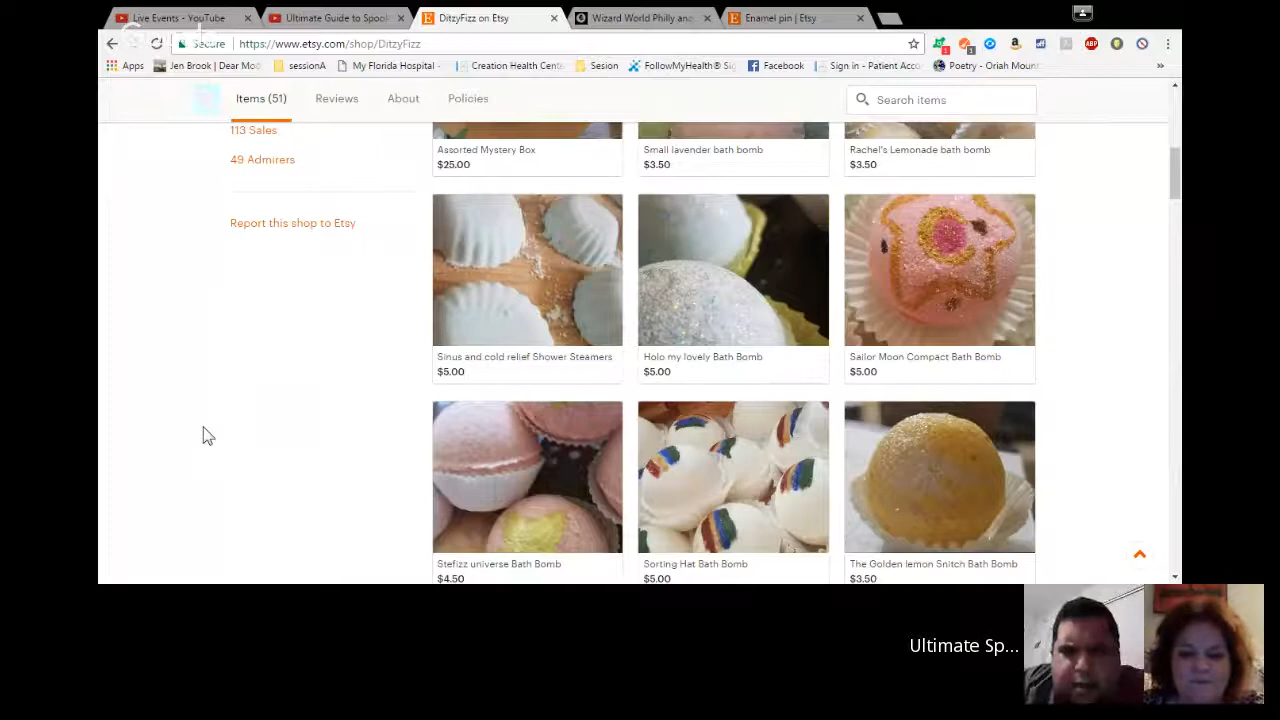 Live Events - YouTube
Ultimate Guide to Spook
DitzyFizz on Etsy
Wizard World Philly and
Enamel pin | Etsy
Secure
https://www.etsy.com/shop/DitzyFizz
Apps
Jen Brook | Dear Mo
sessionA
My Florida Hospital -
Creation Health Cent
Sesion
FollowMyHealth® Sig
Facebook
Sign in - Patient Acco
Poetry - Oriah Mount
Items (51)
Reviews
About
Policies
Search items
113 Sales
49 Admirers
Report this shop to Etsy
Assorted Mystery Box
$25.00
Small lavender bath bomb
$3.50
Rachel's Lemonade bath bomb
$3.50
Sinus and cold relief Shower Steamers
$5.00
Holo my lovely Bath Bomb
$5.00
Sailor Moon Compact Bath Bomb
$5.00
Stefizz universe Bath Bomb
$4.50
Sorting Hat Bath Bomb
$5.00
The Golden lemon Snitch Bath Bomb
$3.50
Ultimate Sp...